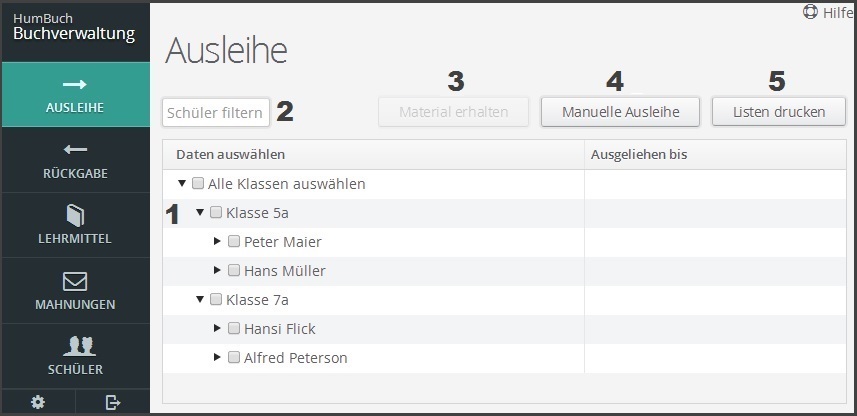 HumBuch
Buchverwaltung
Hilfe
Ausleihe
AUSLEIHE
RÜCKGABE
LEHRMITTEL
MAHNUNGEN
SCHÜLER
3 4 5
Schüler filtern 2 Material erhalten Manuelle Ausleihe Listen drucken
Daten auswählen Ausgeliehen bis
Alle Klassen auswählen
1 Klasse 5a
Peter Maier
Hans Müller
Klasse 7a
Hansi Flick
Alfred Peterson